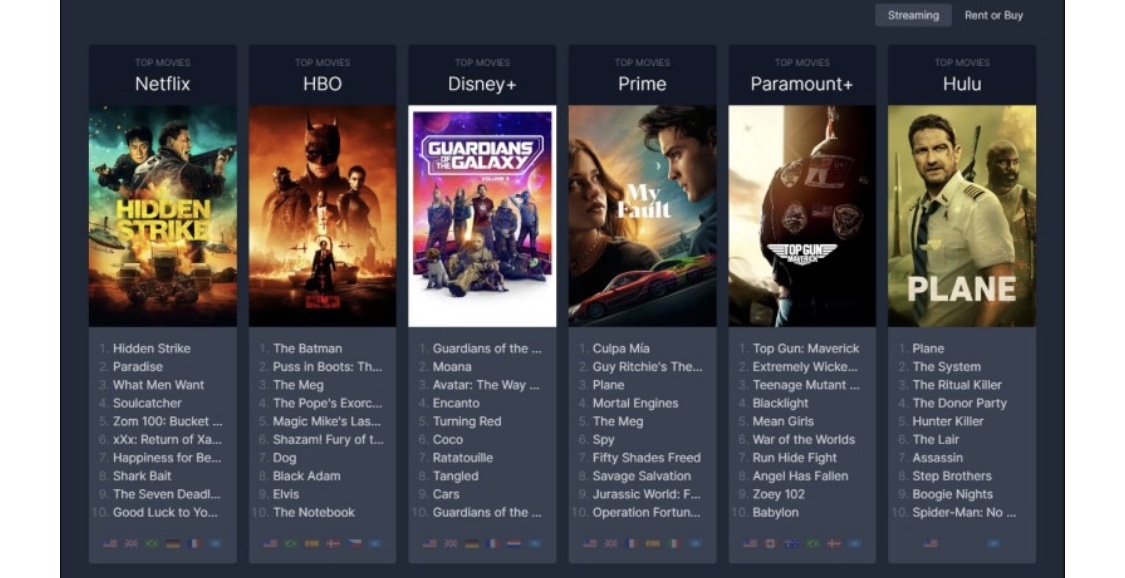 Streaming Rent or Buy
TOP MOVIES
Netflix
HIDDEN
STRIKE
1. Hidden Strike
2. Paradise
3. What Men Want
4. Soulcatcher
5. Zom 100: Bucket ...
6. xXx: Return of Xa...
7. Happiness for Be...
8. Shark Bait
9. The Seven Deadl...
10. Good Luck to Yo...
TOP MOVIES
HBO
THE
BATMAN
1. The Batman
2. Puss in Boots: Th...
3. The Meg
4. The Pope's Exorc...
5. Magic Mike's Las...
6. Shazam! Fury of t...
7. Dog
8. Black Adam
9. Elvis
10. The Notebook
TOP MOVIES
Disney+
GUARDIANS
OF THE GALAXY
VOLUME
1. Guardians of the ...
2. Moana
3. Avatar: The Way ...
4. Encanto
5. Turning Red
6. Coco
7. Ratatouille
8. Tangled
9. Cars
10. Guardians of the ...
TOP MOVIES
Prime
My
Fault
1. Culpa Mía
2. Guy Ritchie's The...
3. Plane
4. Mortal Engines
5. The Meg
6. Spy
7. Fifty Shades Freed
8. Savage Salvation
9. Jurassic World: F...
10. Operation Fortun...
TOP MOVIES
Paramount+
TOP GUN
MAVERICK
1. Top Gun: Maverick
2. Extremely Wicke...
3. Teenage Mutant ...
4. Blacklight
5. Mean Girls
6. War of the Worlds
7. Run Hide Fight
8. Angel Has Fallen
9. Zoey 102
10. Babylon
TOP MOVIES
Hulu
PLANE
1. Plane
2. The System
3. The Ritual Killer
4. The Donor Party
5. Hunter Killer
6. The Lair
7. Assassin
8. Step Brothers
9. Boogie Nights
10. Spider-Man: No ...